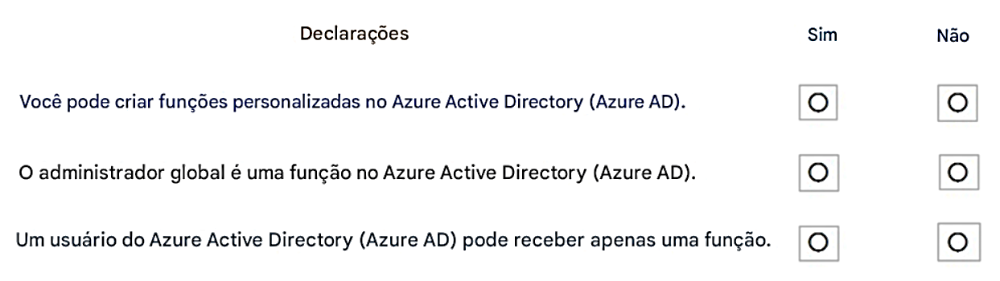 Declarações Sim Não
Você pode criar funções personalizadas no Azure Active Directory (Azure AD).
O administrador global é uma função no Azure Active Directory (Azure AD).
Um usuário do Azure Active Directory (Azure AD) pode receber apenas uma função.